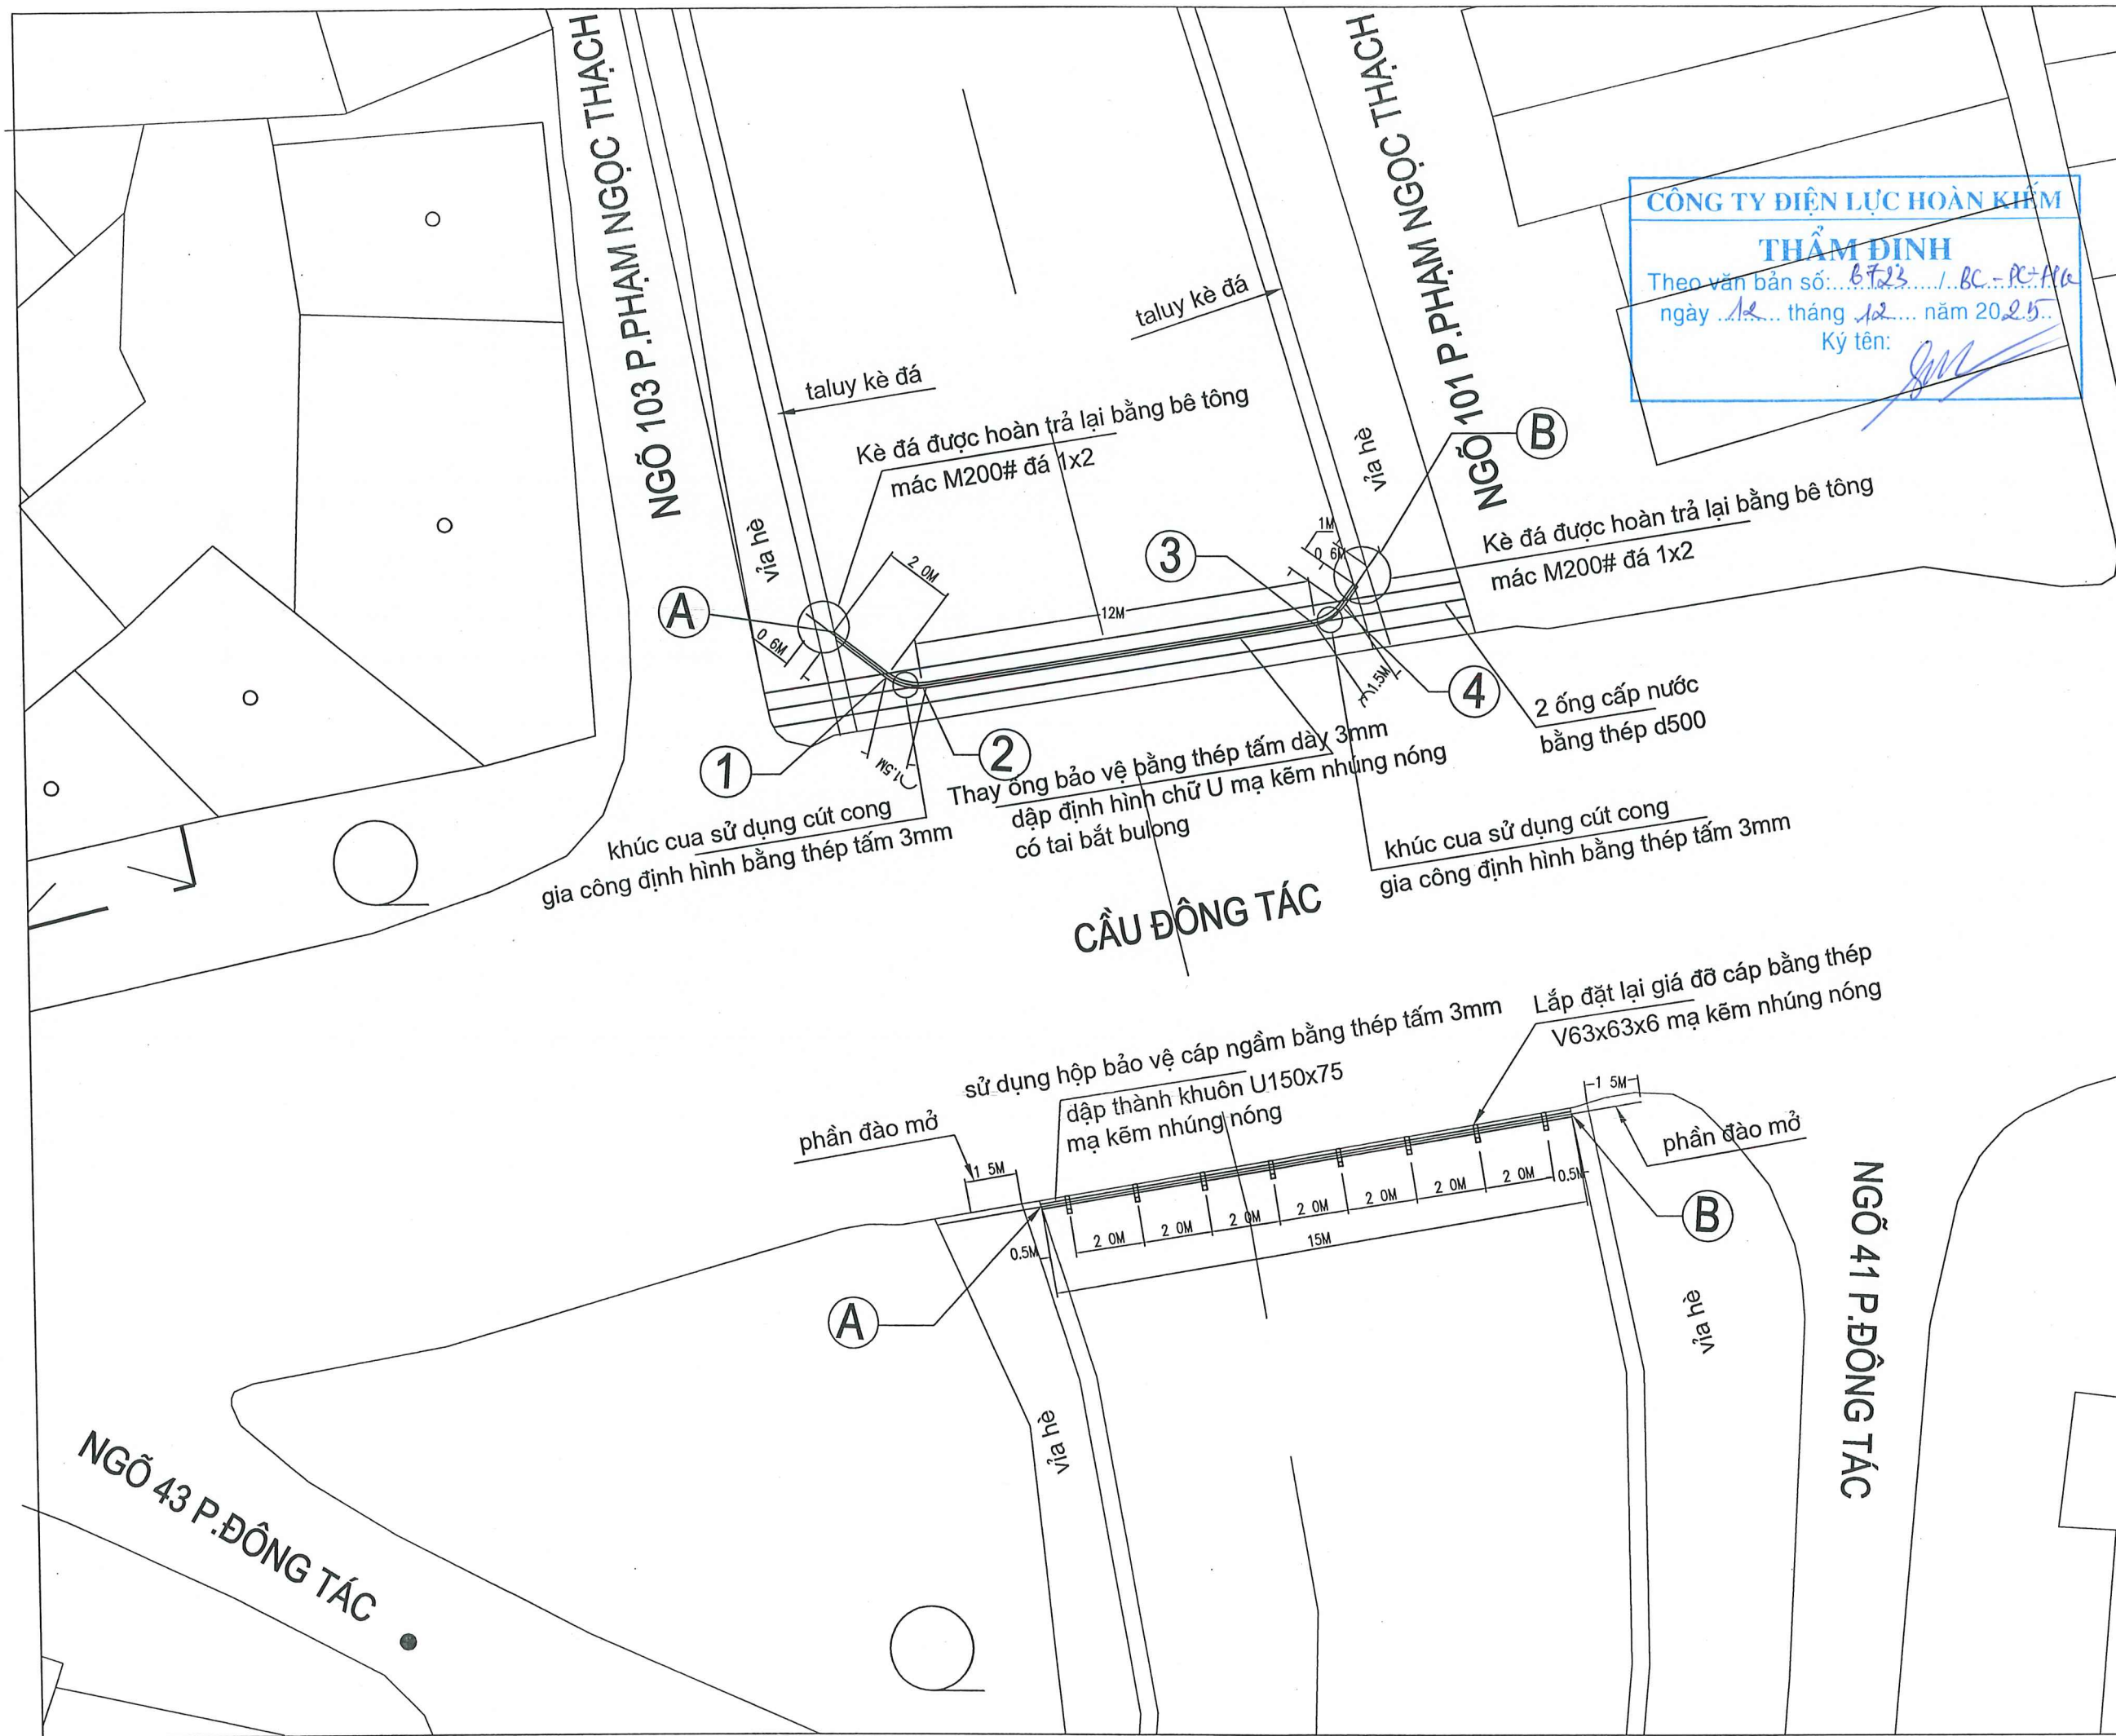 NGÕ 103 P.PHẠM NGỌC THẠCH
NGÕ 101 P.PHẠM NGỌC THẠCH
CÔNG TY ĐIỆN LỰC HOÀN KIẾM
THẨM ĐỊNH
Theo văn bản số: 6723 / BC-PC
ngày 12 tháng 12 năm 2025
Ký tên:
taluy kè đá
taluy kè đá
Kè đá được hoàn trả lại bằng bê tông
mác M200# đá 1x2
vỉa hè
vỉa hè
B
Kè đá được hoàn trả lại bằng bê tông
mác M200# đá 1x2
A
3
1M
0 6M
2 0M
12M
0 6M
1.5M
1.5M
4
2 ống cấp nước
bằng thép d500
1
2
Thay ống bảo vệ bằng thép tấm dày 3mm
dập định hình chữ U mạ kẽm nhúng nóng
có tai bắt bulong
khúc cua sử dụng cút cong
gia công định hình bằng thép tấm 3mm
khúc cua sử dụng cút cong
gia công định hình bằng thép tấm 3mm
CẦU ĐÔNG TÁC
sử dụng hộp bảo vệ cáp ngầm bằng thép tấm 3mm
dập thành khuôn U150x75
mạ kẽm nhúng nóng
Lắp đặt lại giá đỡ cáp bằng thép
V63x63x6 mạ kẽm nhúng nóng
phần đào mở
1 5M
1 5M
phần đào mở
0.5M
2 0M
2 0M
2 0M
2 0M
2 0M
2 0M
2 0M
0.5M
15M
A
B
vỉa hè
vỉa hè
NGÕ 41 P.ĐÔNG TÁC
NGÕ 43 P.ĐÔNG TÁC